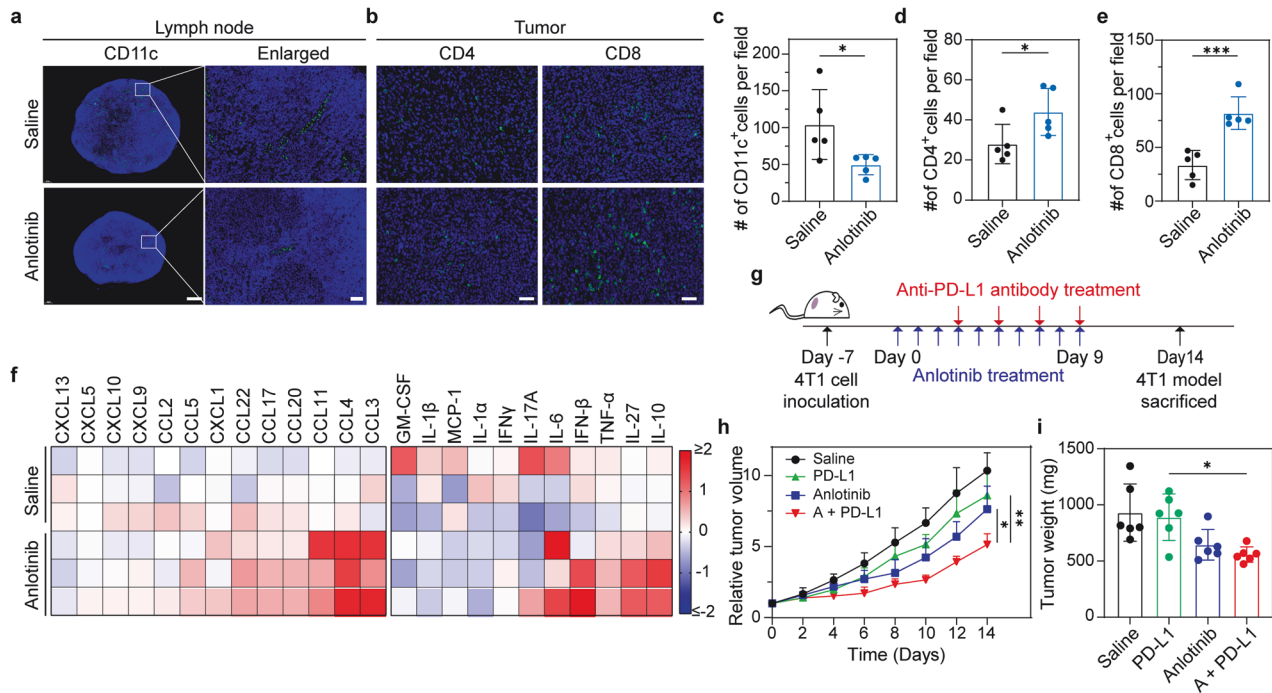 a
Lymph node
CD11c
Enlarged
Saline
Anlotinib
b
Tumor
CD4
CD8
c
# of CD11c+cells per field
200
150
100
50
0
*
Saline
Anlotinib
d
#of CD4+cells per field
80
60
40
20
0
*
Saline
Anlotinib
e
#of CD8+cells per field
150
100
50
0
***
Saline
Anlotinib
f
CXCL13
CXCL5
CXCL10
CXCL9
CCL2
CCL5
CXCL1
CCL22
CCL17
CCL20
CCL11
CCL4
CCL3
GM-CSF
IL-1β
MCP-1
IL-1α
IFNγ
IL-17A
IL-6
IFN-β
TNF-α
IL-27
IL-10
Saline
Anlotinib
≥2
1
0
-1
≤-2
g
Anti-PD-L1 antibody treatment
Day -7
Day 0
Day 9
Day14
4T1 cell
inoculation
Anlotinib treatment
4T1 model
sacrificed
h
Relative tumor volume
10
5
0
Saline
PD-L1
Anlotinib
A + PD-L1
*
**
0 2 4 6 8 10 12 14
Time (Days)
i
Tumor weight (mg)
1500
1000
500
0
*
Saline
PD-L1
Anlotinib
A + PD-L1